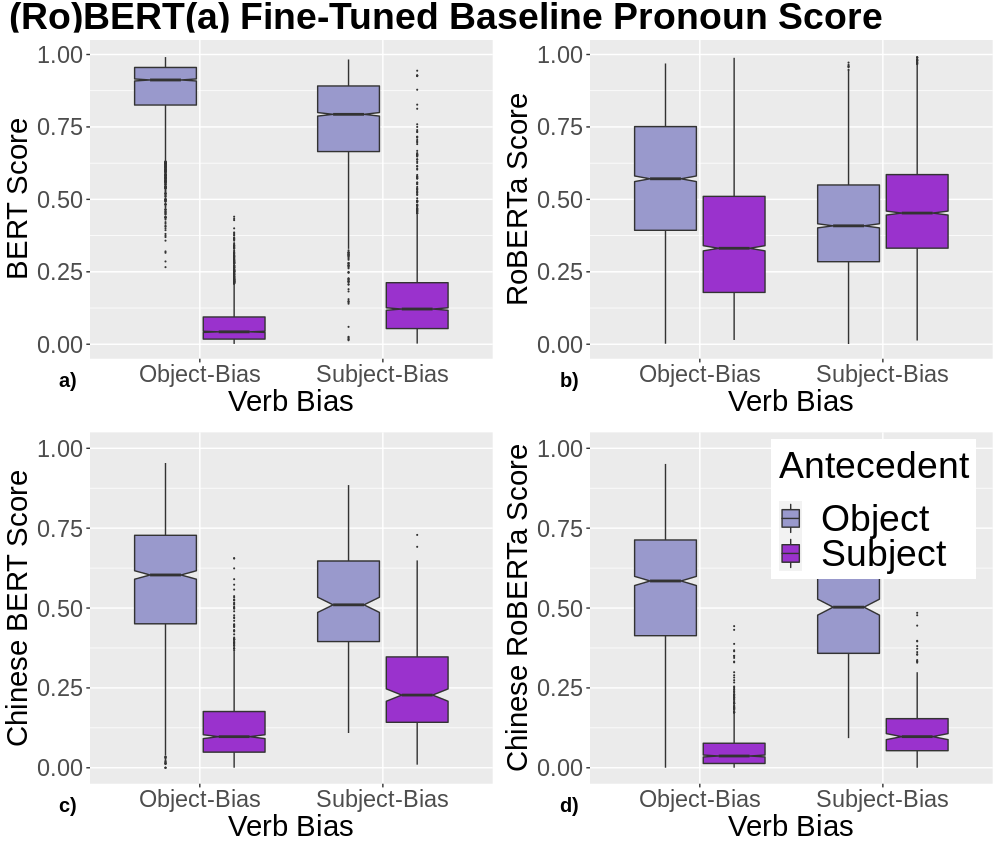 (Ro)BERT(a) Fine-Tuned Baseline Pronoun Score
BERT Score
1.00
0.75
0.50
0.25
0.00
Object-Bias
Subject-Bias
a)
Verb Bias
RoBERTa Score
1.00
0.75
0.50
0.25
0.00
Object-Bias
Subject-Bias
b)
Verb Bias
Chinese BERT Score
1.00
0.75
0.50
0.25
0.00
Object-Bias
Subject-Bias
c)
Verb Bias
Chinese RoBERTa Score
1.00
0.75
0.50
0.25
0.00
Antecedent
Object
Subject
Object-Bias
Subject-Bias
d)
Verb Bias